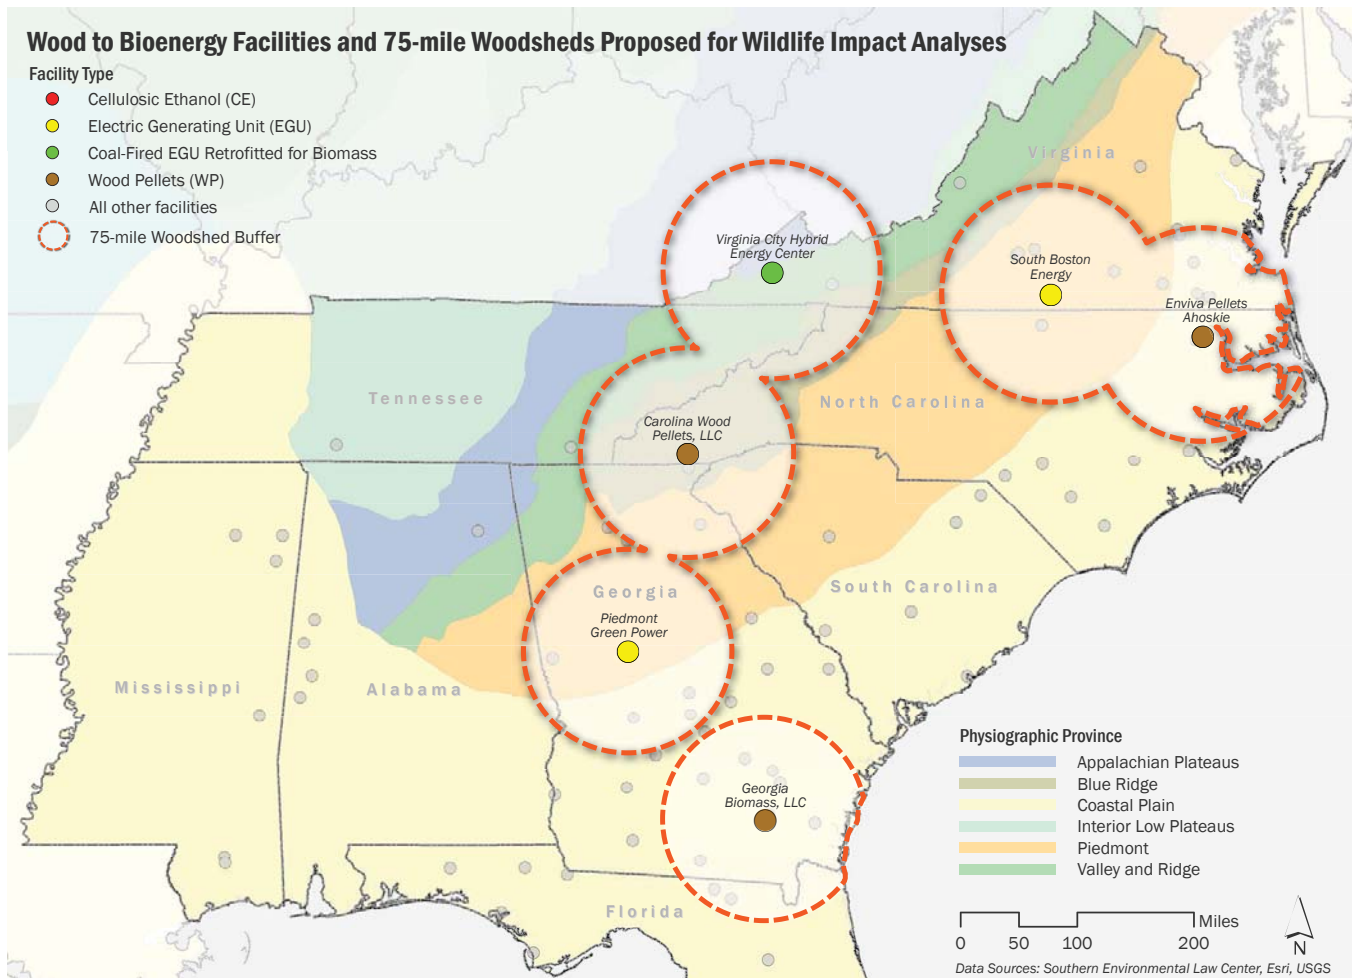 Wood to Bioenergy Facilities and 75-mile Woodsheds Proposed for Wildlife Impact Analyses
Facility Type
Cellulosic Ethanol (CE)
Electric Generating Unit (EGU)
Coal-Fired EGU Retrofitted for Biomass
Wood Pellets (WP)
All other facilities
75-mile Woodshed Buffer
Virginia
Virginia City Hybrid
Energy Center
South Boston
Energy
Enviva Pellets
Ahoskie
Tennessee
North Carolina
Carolina Wood
Pellets, LLC
Georgia
South Carolina
Piedmont
Green Power
Mississippi
Alabama
Georgia
Biomass, LLC
Florida
Physiographic Province
Appalachian Plateaus
Blue Ridge
Coastal Plain
Interior Low Plateaus
Piedmont
Valley and Ridge
Miles
0 50 100 200
N
Data Sources: Southern Environmental Law Center, Esri, USGS